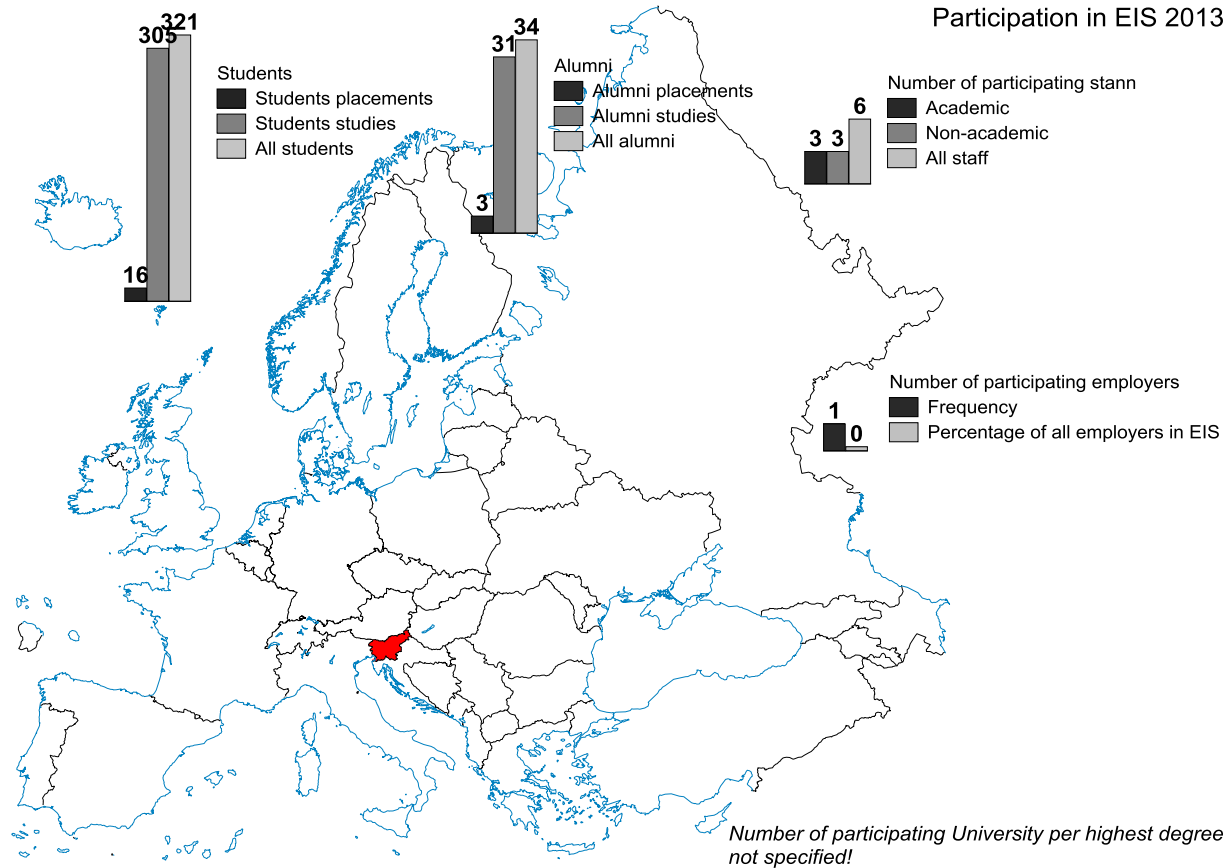 Participation in EIS 2013
305
321
16
Students
Students placements
Students studies
All students
31
34
3
Alumni
Alumni placements
Alumni studies
All alumni
3
3
6
Number of participating stann
Academic
Non-academic
All staff
1
0
Number of participating employers
Frequency
Percentage of all employers in EIS
Number of participating University per highest degree
not specified!